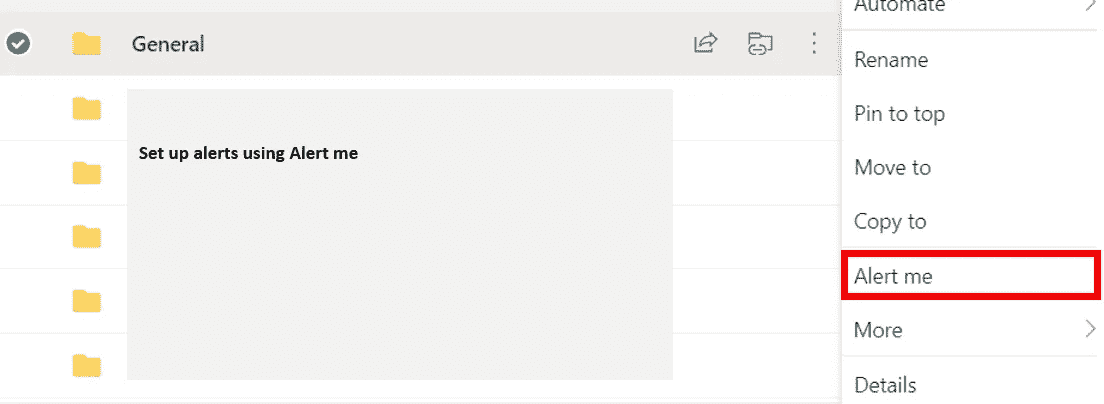 Automate
General
Rename
Pin to top
Set up alerts using Alert me
Move to
Copy to
Alert me
More
Details